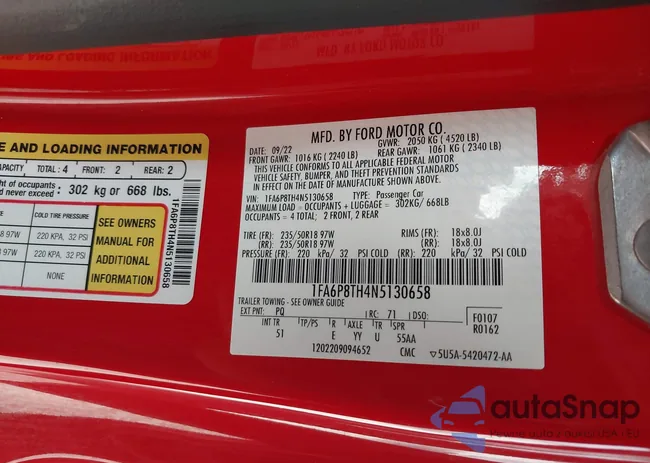 E AND LOADING INFORMATION
CAPACITY TOTAL: 4 FRONT: 2 REAR: 2
ht of occupants:
never exceed: 302 kg or 668 lbs.
COLD TIRE PRESSURE
97W 220 KPA, 32 PSI
97W 220 KPA, 32 PSI
NONE
SEE OWNERS
MANUAL FOR
ADDITIONAL
INFORMATION
1FA6P8TH4N5130658
MFD. BY FORD MOTOR CO.
DATE: 09/22 GVWR: 2050 KG (4520 LB)
FRONT GAWR: 1016 KG (2240 LB) REAR GAWR: 1061 KG (2340 LB)
THIS VEHICLE CONFORMS TO ALL APPLICABLE FEDERAL MOTOR
VEHICLE SAFETY, BUMPER, AND THEFT PREVENTION STANDARDS
IN EFFECT ON THE DATE OF MANUFACTURE SHOWN ABOVE.
VIN: 1FA6P8TH4N5130658 TYPE: Passenger Car
MAXIMUM LOAD = OCCUPANTS + LUGGAGE = 302KG/ 668LB
OCCUPANTS = 4 TOTAL; 2 FRONT, 2 REAR
TIRE (FR): 235/50R18 97W RIMS (FR): 18x8.0J
(RR): 235/50R18 97W (RR): 18x8.0J
PRESSURE (FR): 220 kPa/ 32 PSI COLD (RR): 220 kPa/ 32 PSI COLD
1FA6P8TH4N5130658
TRAILER TOWING - SEE OWNER GUIDE
EXT PNT: PQ RC: 71 DSO: F0107
R0162
INT TR TP/PS R AXLE TR SPR
51 E YY U 55AA
1202209094652 CMC 5U5A-5420472-AA
autoSnap